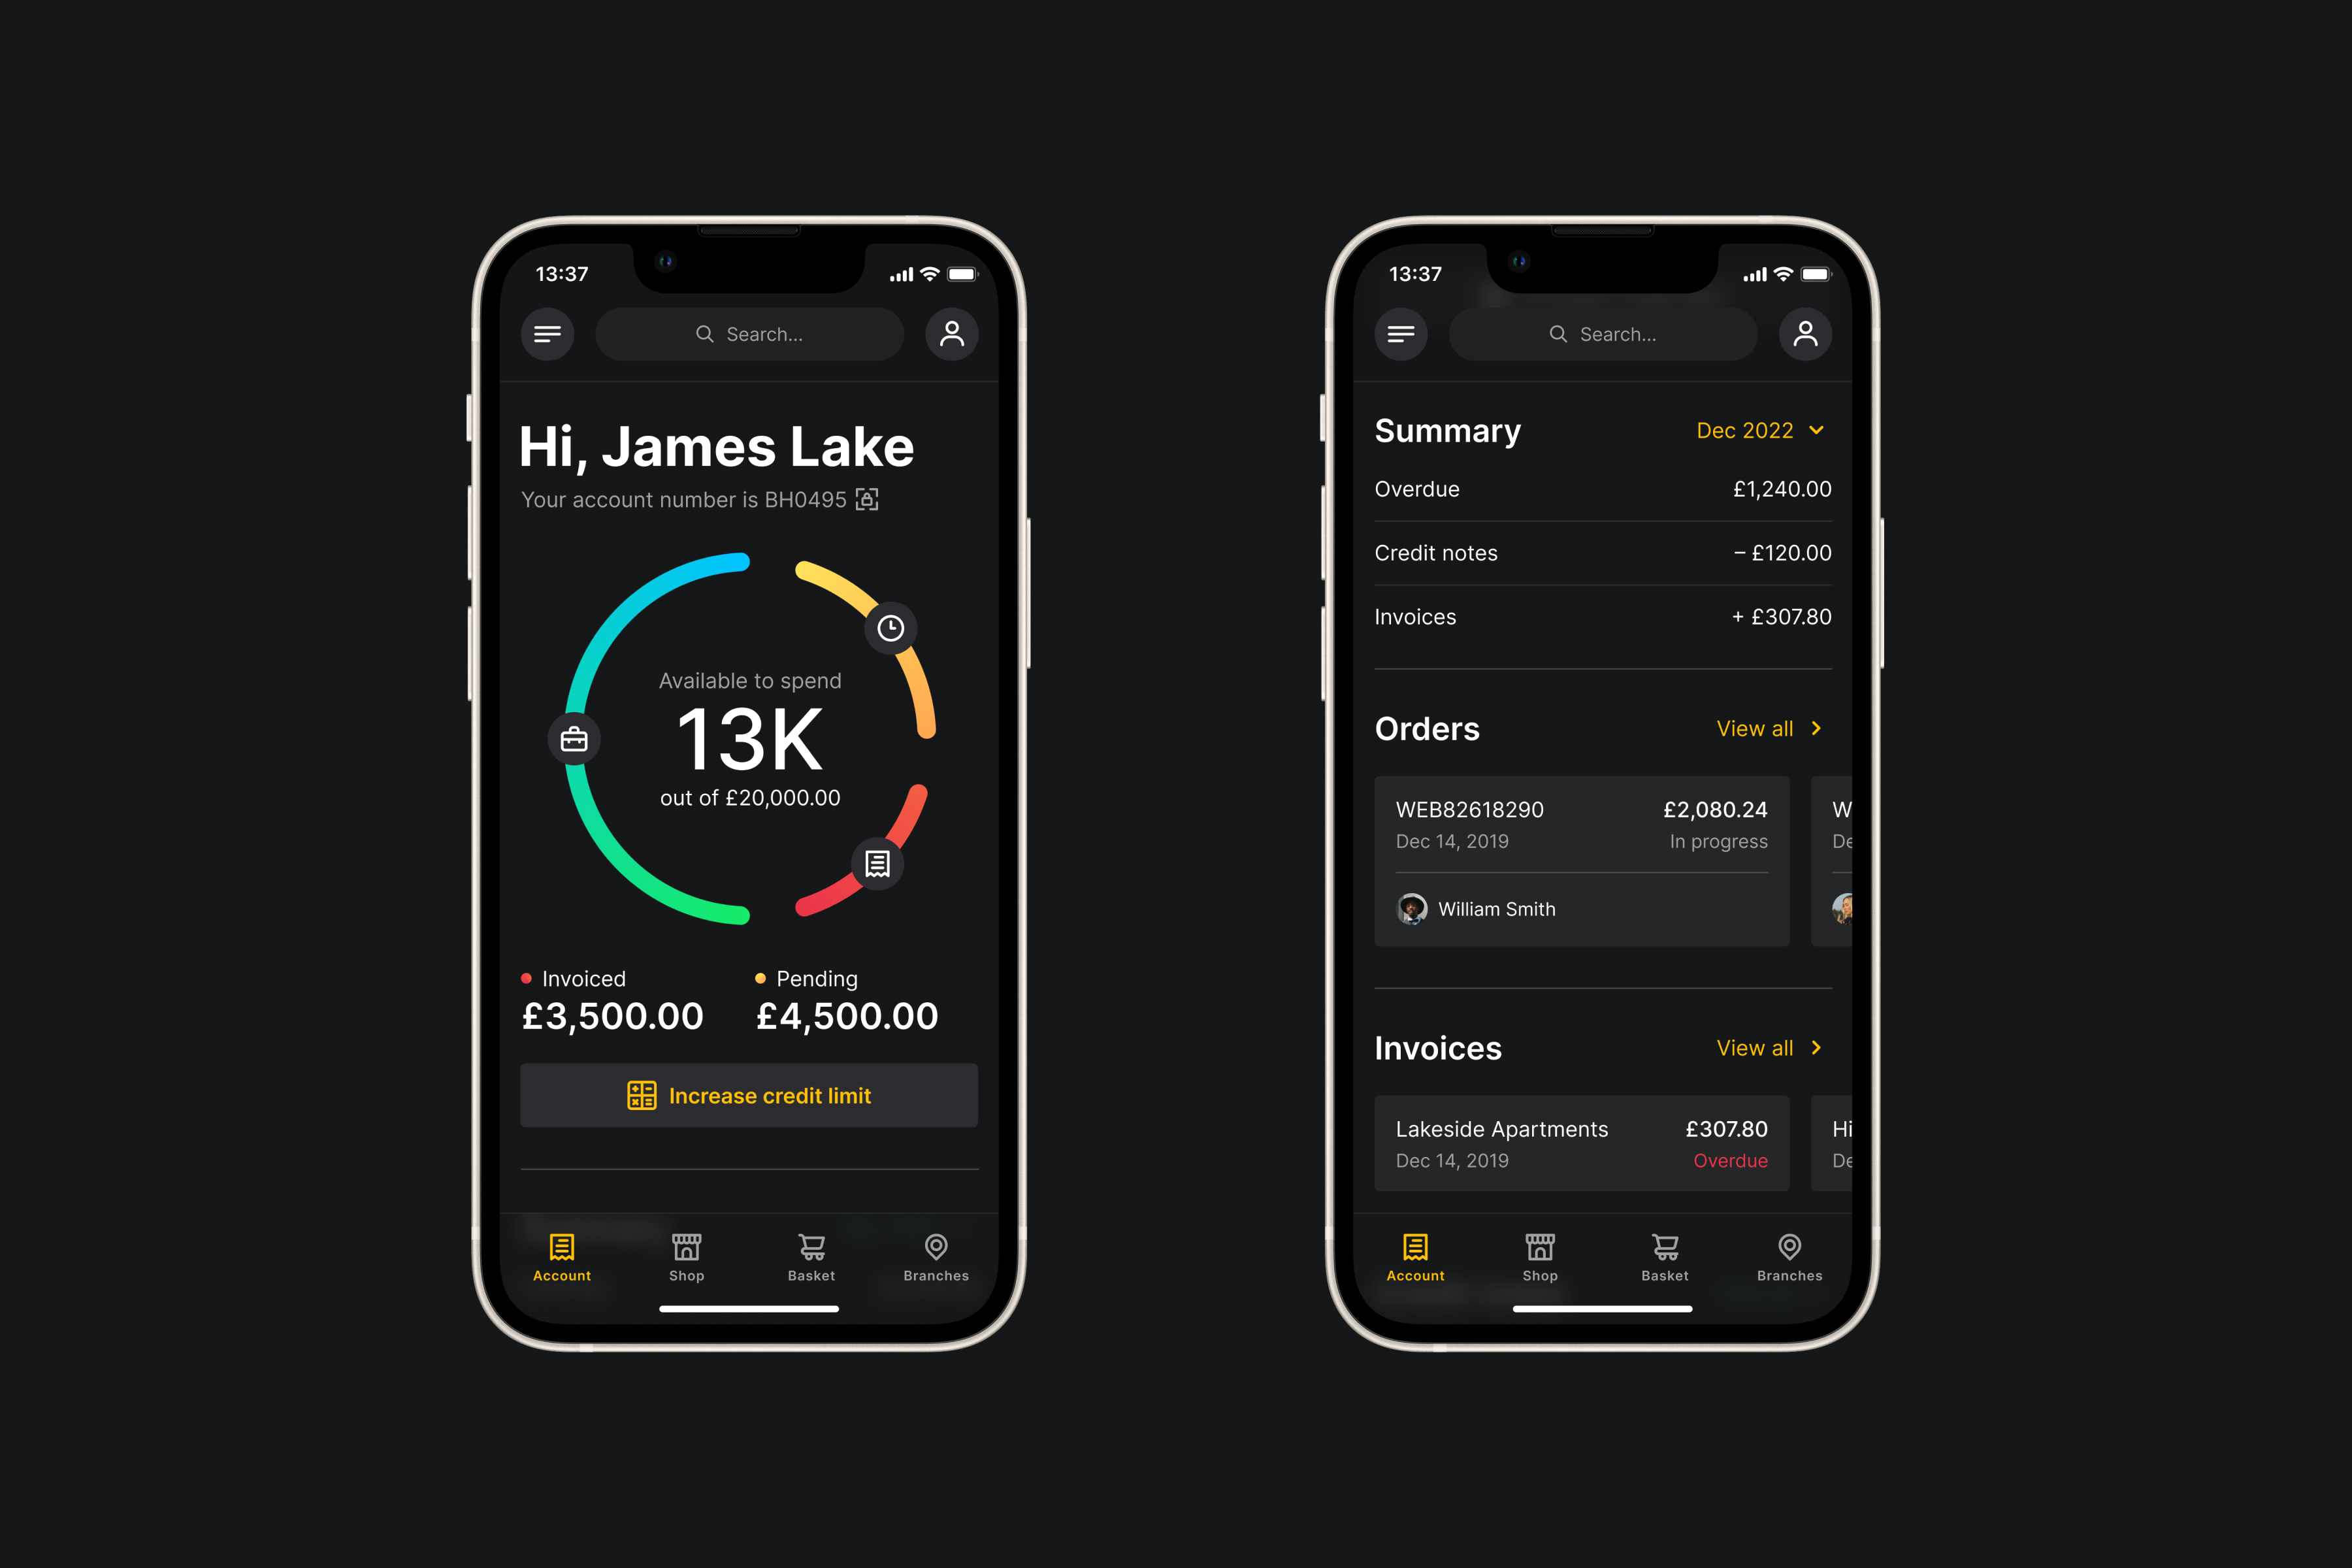 13:37
Search...
Hi, James Lake
Your account number is BH0495
Available to spend
13K
out of £20,000.00
Invoiced
Pending
£3,500.00
£4,500.00
Increase credit limit
Account
Shop
Basket
Branches
13:37
Search...
Summary
Dec 2022
Overdue
£1,240.00
Credit notes
– £120.00
Invoices
+ £307.80
Orders
View all
WEB82618290
£2,080.24
W
Dec 14, 2019
In progress
De
William Smith
Invoices
View all
Lakeside Apartments
£307.80
Hi
Dec 14, 2019
Overdue
De
Account
Shop
Basket
Branches